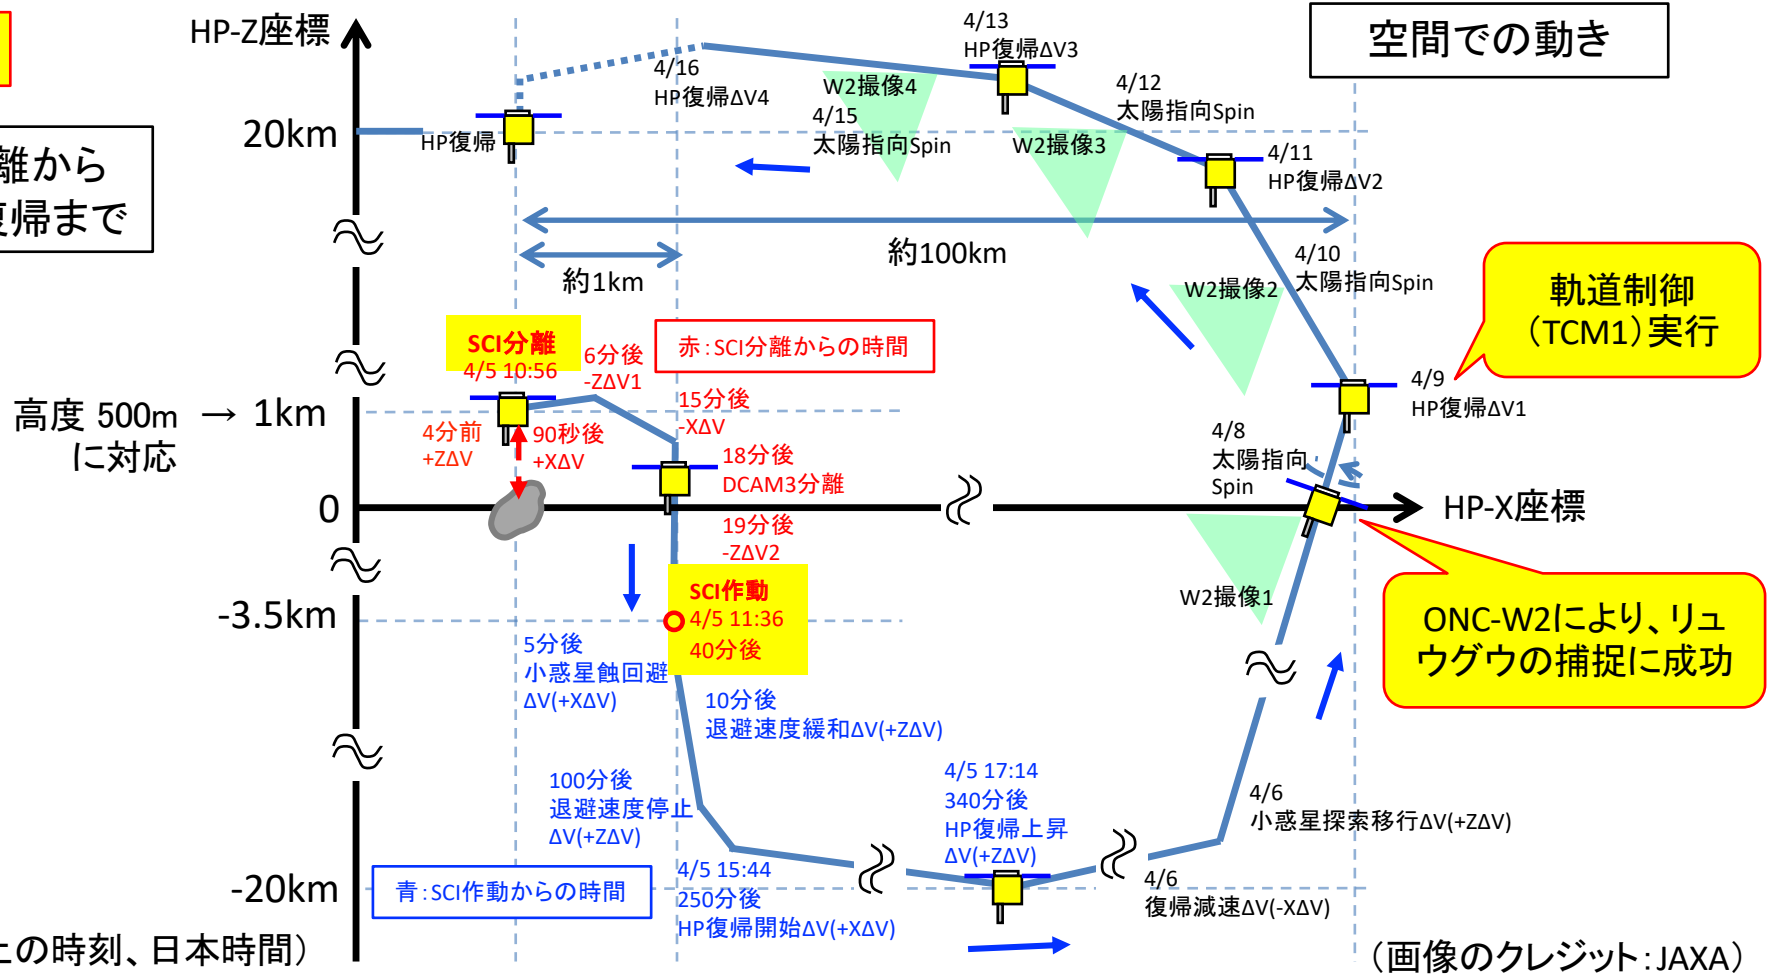 HP-Z座標
空間での動き
離から
復帰まで
4/13
HP復帰ΔV3
4/16
HP復帰ΔV4
W2撮像4
4/15
太陽指向Spin
4/12
太陽指向Spin
W2撮像3
20km
HP復帰
4/11
HP復帰ΔV2
約100km
約1km
4/10
太陽指向Spin
W2撮像2
軌道制御
(TCM1)実行
SCI分離
4/5 10:56
6分後
-ZΔV1
赤:SCI分離からの時間
高度 500m → 1km
に対応
4分前
+ZΔV
90秒後
+XΔV
15分後
-XΔV
18分後
DCAM3分離
4/9
HP復帰ΔV1
4/8
太陽指向
Spin
0
HP-X座標
19分後
-ZΔV2
SCI作動
4/5 11:36
40分後
W2撮像1
ONC-W2により、リュ
ウグウの捕捉に成功
-3.5km
5分後
小惑星蝕回避
ΔV(+XΔV)
10分後
退避速度緩和ΔV(+ZΔV)
100分後
退避速度停止
ΔV(+ZΔV)
4/5 17:14
340分後
HP復帰上昇
ΔV(+ZΔV)
4/6
小惑星探索移行ΔV(+ZΔV)
-20km
青:SCI作動からの時間
4/5 15:44
250分後
HP復帰開始ΔV(+XΔV)
4/6
復帰減速ΔV(-XΔV)
上の時刻、日本時間)
(画像のクレジット:JAXA)